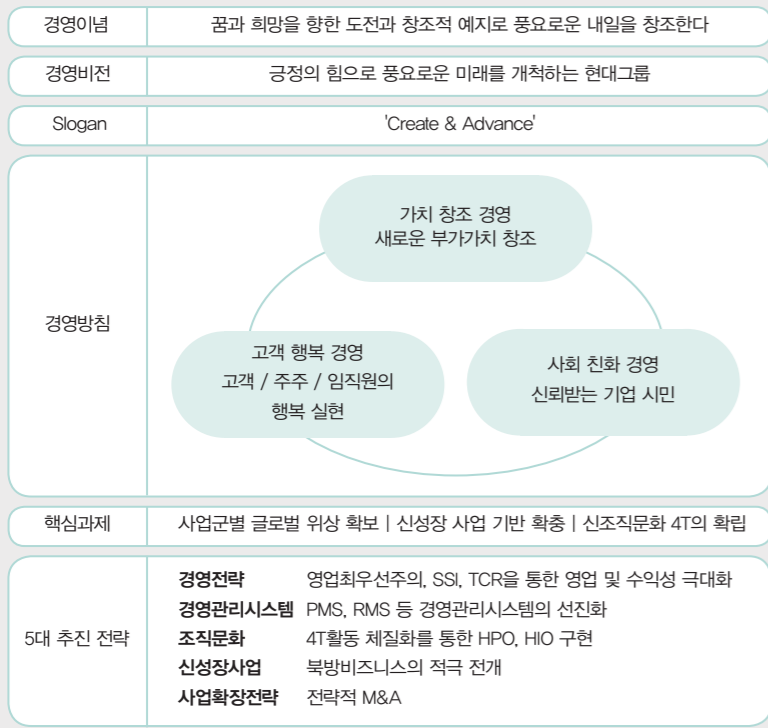 경영이념 꿈과 희망을 향한 도전과 창조적 예지로 풍요로운 내일을 창조한다
경영비전 긍정의 힘으로 풍요로운 미래를 개척하는 현대그룹
Slogan 'Create & Advance'
경영방침
가치 창조 경영
새로운 부가가치 창조
고객 행복 경영
고객 / 주주 / 임직원의
행복 실현
사회 친화 경영
신뢰받는 기업 시민
핵심과제 사업군별 글로벌 위상 확보 | 신성장 사업 기반 확충 | 신조직문화 4T의 확립
5대 추진 전략
경영전략 영업최우선주의, SSI, TCR을 통한 영업 및 수익성 극대화
경영관리시스템 PMS, RMS 등 경영관리시스템의 선진화
조직문화 4T활동 체질화를 통한 HPO, HIO 구현
신성장사업 북방비즈니스의 적극 전개
사업확장전략 전략적 M&A